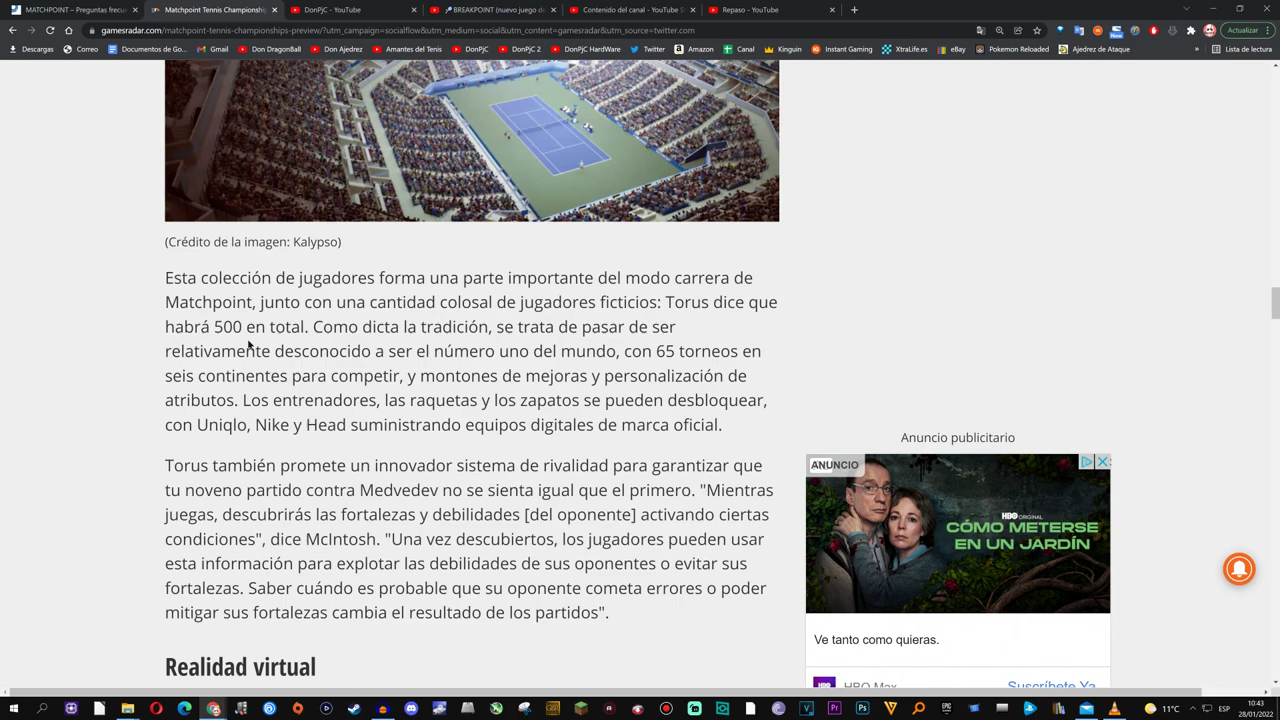 MATCHPOINT – Preguntas frecue
Matchpoint Tennis Championship
DonPjC - YouTube
BREAKPOINT (nuevo juego de
Contenido del canal - YouTube S
Repaso - YouTube
gamesradar.com/matchpoint-tennis-championships-preview/?utm_campaign=socialflow&utm_medium=social&utm_content=gamesradar&utm_source=twitter.com
New
Actualizar
Descargas
Correo
Documentos de Go...
Gmail
Don DragonBall
Don Ajedrez
Amantes del Tenis
DonPjC
DonPjC 2
DonPjC HardWare
Twitter
Amazon
Canal
Kinguin
Instant Gaming
XtraLife.es
eBay
Pokemon Reloaded
Ajedrez de Ataque
»
Lista de lectura
(Crédito de la imagen: Kalypso)
Esta colección de jugadores forma una parte importante del modo carrera de
Matchpoint, junto con una cantidad colosal de jugadores ficticios: Torus dice que
habrá 500 en total. Como dicta la tradición, se trata de pasar de ser
relativamente desconocido a ser el número uno del mundo, con 65 torneos en
seis continentes para competir, y montones de mejoras y personalización de
atributos. Los entrenadores, las raquetas y los zapatos se pueden desbloquear,
con Uniqlo, Nike y Head suministrando equipos digitales de marca oficial.
Torus también promete un innovador sistema de rivalidad para garantizar que
tu noveno partido contra Medvedev no se sienta igual que el primero. "Mientras
juegas, descubrirás las fortalezas y debilidades [del oponente] activando ciertas
condiciones", dice McIntosh. "Una vez descubiertos, los jugadores pueden usar
esta información para explotar las debilidades de sus oponentes o evitar sus
fortalezas. Saber cuándo es probable que su oponente cometa errores o poder
mitigar sus fortalezas cambia el resultado de los partidos".
Realidad virtual
Anuncio publicitario
ANUNCIO
HBO ORIGINAL
CÓMO METERSE
EN UN JARDÍN
Ve tanto como quieras.
HBO Max
Suscríbete Ya
11°C
ESP
10:43
28/01/2022